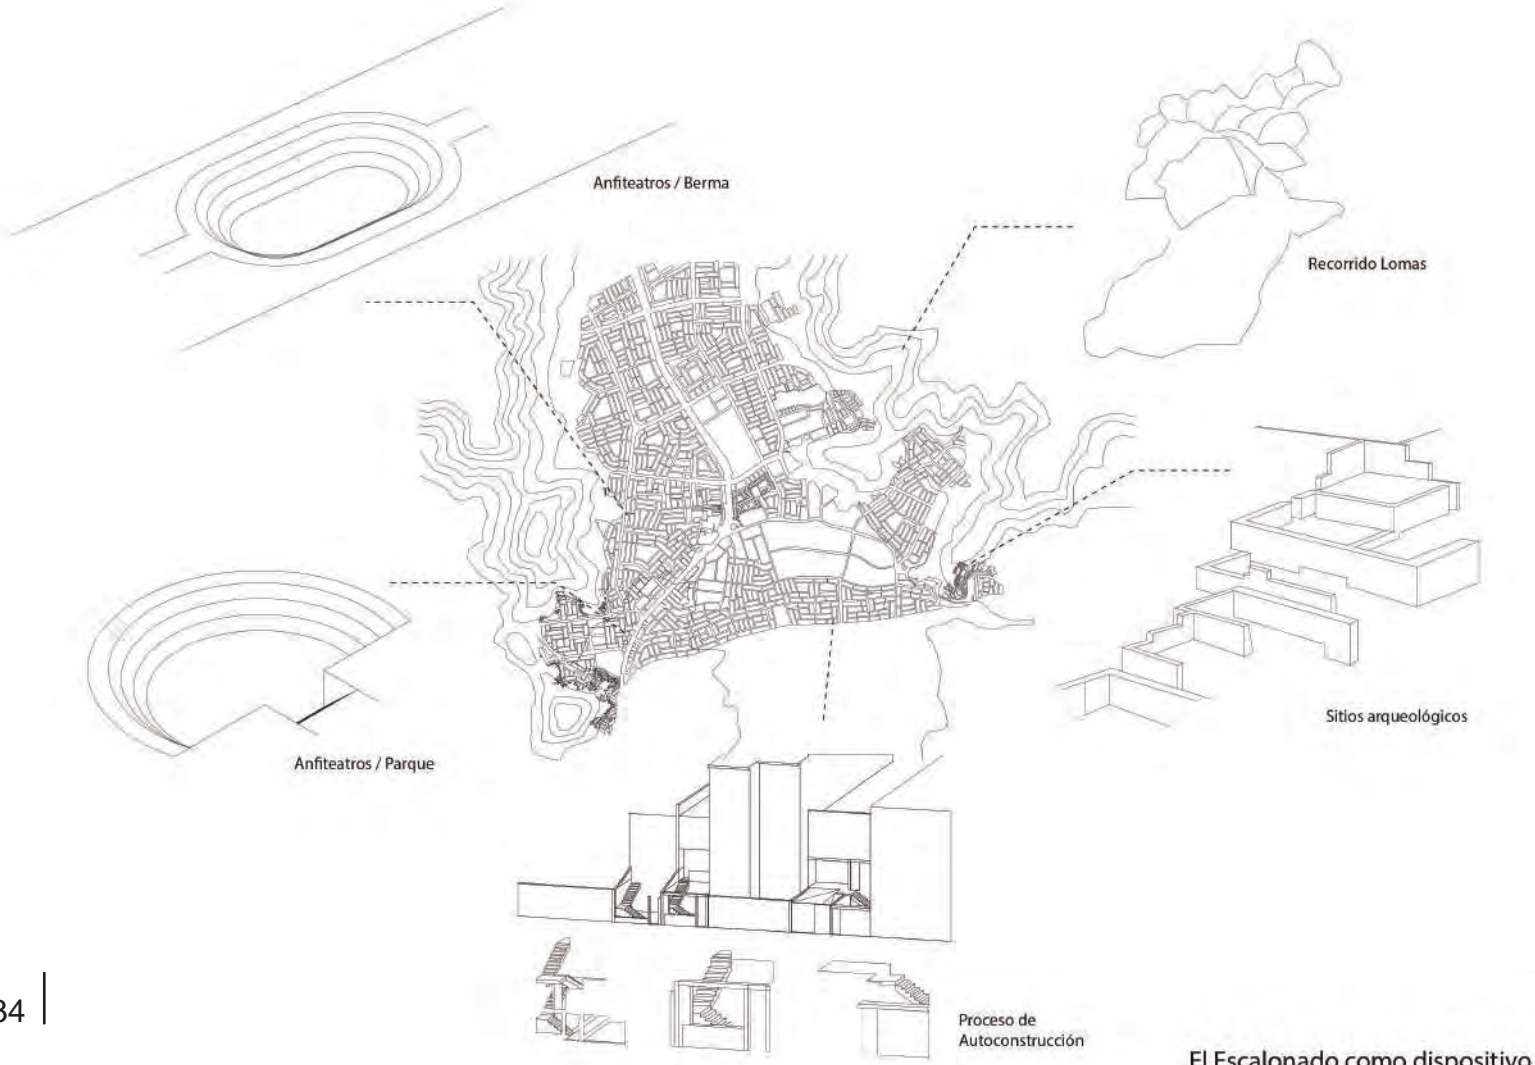 Anfiteatros / Berma
Recorrido Lomas
Sitios arqueológicos
Anfiteatros / Parque
Proceso de
Autoconstrucción
34
El Escalonado como dispositivo